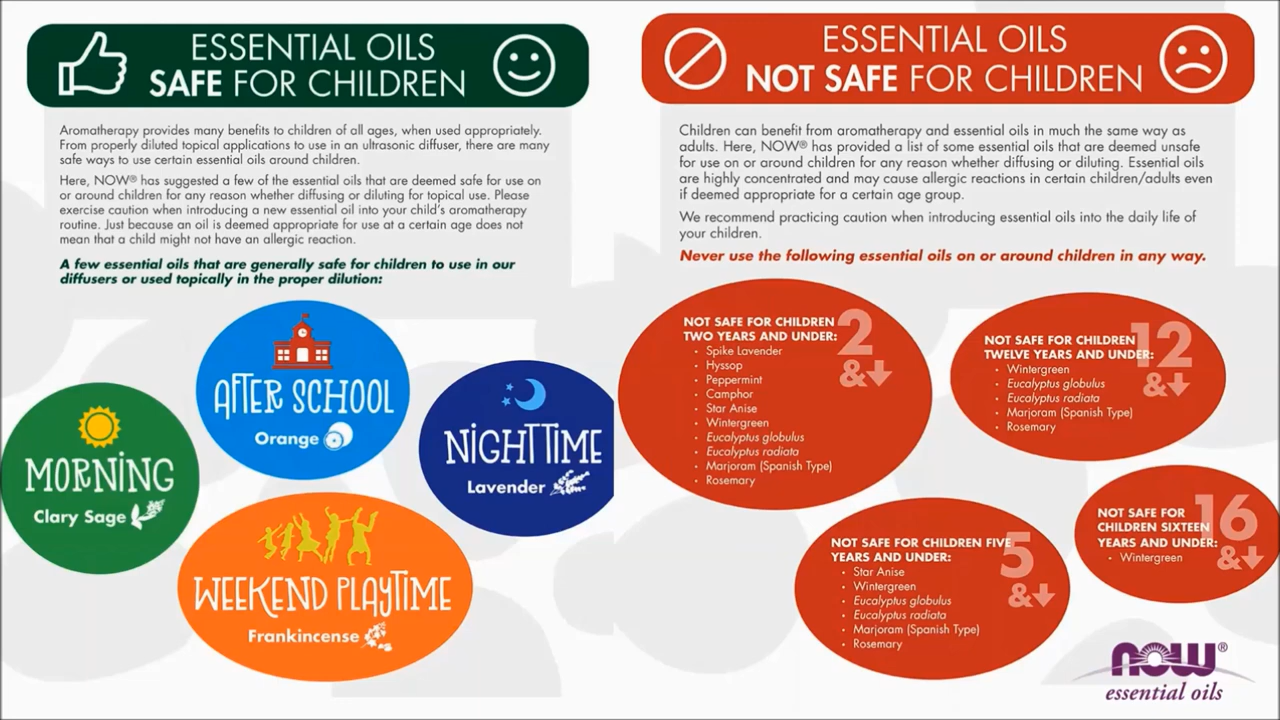 ESSENTIAL OILS
SAFE FOR CHILDREN
Aromatherapy provides many benefits to children of all ages, when used appropriately.
From properly diluted topical applications to use in an ultrasonic diffuser, there are many
safe ways to use certain essential oils around children.
Here, NOW® has suggested a few of the essential oils that are deemed safe for use on
or around children for any reason whether diffusing or diluting for topical use. Please
exercise caution when introducing a new essential oil into your child's aromatherapy
routine. Just because an oil is deemed appropriate for use at a certain age does not
mean that a child might not have an allergic reaction.
A few essential oils that are generally safe for children to use in our
diffusers or used topically in the proper dilution:
AFTER SCHOOL
Orange
MORNING
Clary Sage
NIGHTTIME
Lavender
WEEKEND PLAYTIME
Frankincense
ESSENTIAL OILS
NOT SAFE FOR CHILDREN
Children can benefit from aromatherapy and essential oils in much the same way as
adults. Here, NOW® has provided a list of some essential oils that are deemed unsafe
for use on or around children for any reason whether diffusing or diluting. Essential oils
are highly concentrated and may cause allergic reactions in certain children/adults even
if deemed appropriate for a certain age group.
We recommend practicing caution when introducing essential oils into the daily life of
your children.
Never use the following essential oils on or around children in any way.
NOT SAFE FOR CHILDREN
TWO YEARS AND UNDER:
2
&
• Spike Lavender
• Hyssop
• Peppermint
• Camphor
• Star Anise
• Wintergreen
• Eucalyptus globulus
• Eucalyptus radiata
• Marjoram (Spanish Type)
• Rosemary
NOT SAFE FOR CHILDREN
TWELVE YEARS AND UNDER:
12
&
• Wintergreen
• Eucalyptus globulus
• Eucalyptus radiata
• Marjoram (Spanish Type)
• Rosemary
NOT SAFE FOR CHILDREN FIVE
YEARS AND UNDER:
5
&
• Star Anise
• Wintergreen
• Eucalyptus globulus
• Eucalyptus radiata
• Marjoram (Spanish Type)
• Rosemary
NOT SAFE FOR
CHILDREN SIXTEEN
YEARS AND UNDER:
16
&
• Wintergreen
NOW®
essential oils